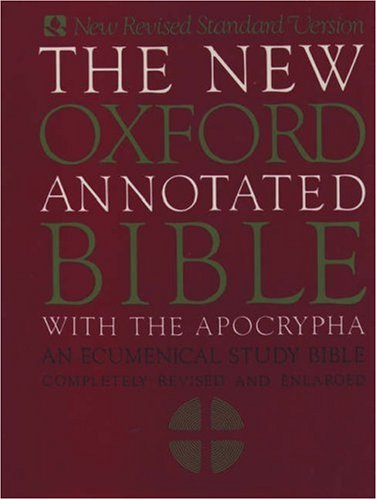 New Revised Standard Version
THE NEW
OXFORD
ANNOTATED
BIBLE
WITH THE APOCRYPHA
AN ECUMENICAL STUDY BIBLE
COMPLETELY REVISED AND ENLARGED